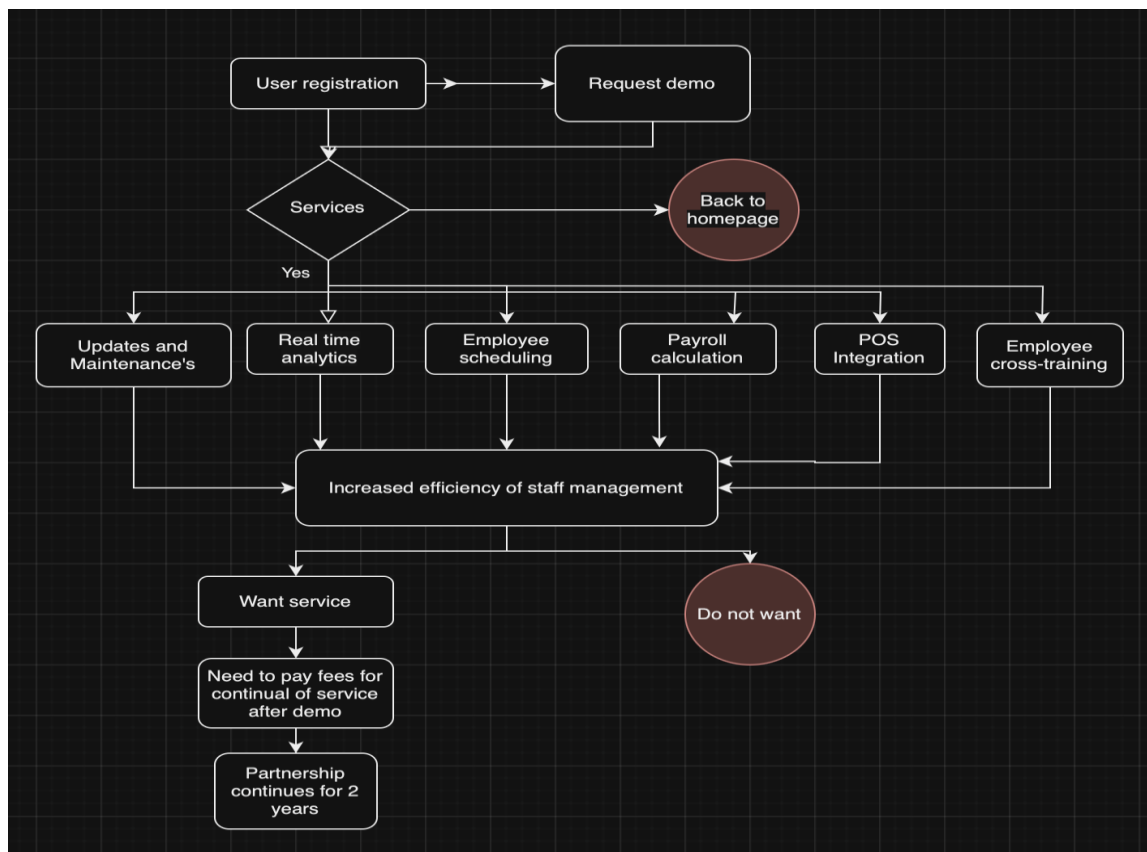 User registration
Request demo
Services
Back to
homepage
Yes
Updates and
Maintenance's
Real time
analytics
Employee
scheduling
Payroll
calculation
POS
Integration
Employee
cross-training
Increased efficiency of staff management
Want service
Do not want
Need to pay fees for
continual of service
after demo
Partnership
continues for 2
years